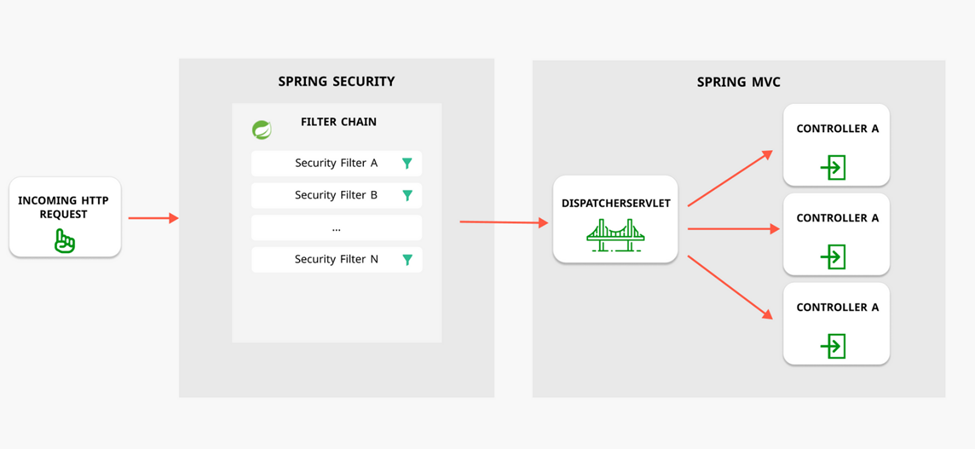 INCOMING HTTP
REQUEST
SPRING SECURITY
FILTER CHAIN
Security Filter A
Security Filter B
...
Security Filter N
SPRING MVC
DISPATCHERSERVLET
CONTROLLER A
CONTROLLER A
CONTROLLER A